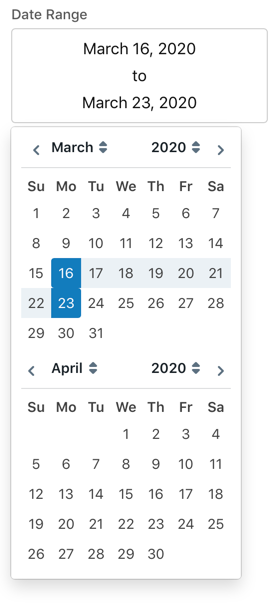 Date Range
March 16, 2020
to
March 23, 2020
March 2020
Su Mo Tu We Th Fr Sa
1 2 3 4 5 6 7
8 9 10 11 12 13 14
15 16 17 18 19 20 21
22 23 24 25 26 27 28
29 30 31
April 2020
Su Mo Tu We Th Fr Sa
1 2 3 4
5 6 7 8 9 10 11
12 13 14 15 16 17 18
19 20 21 22 23 24 25
26 27 28 29 30